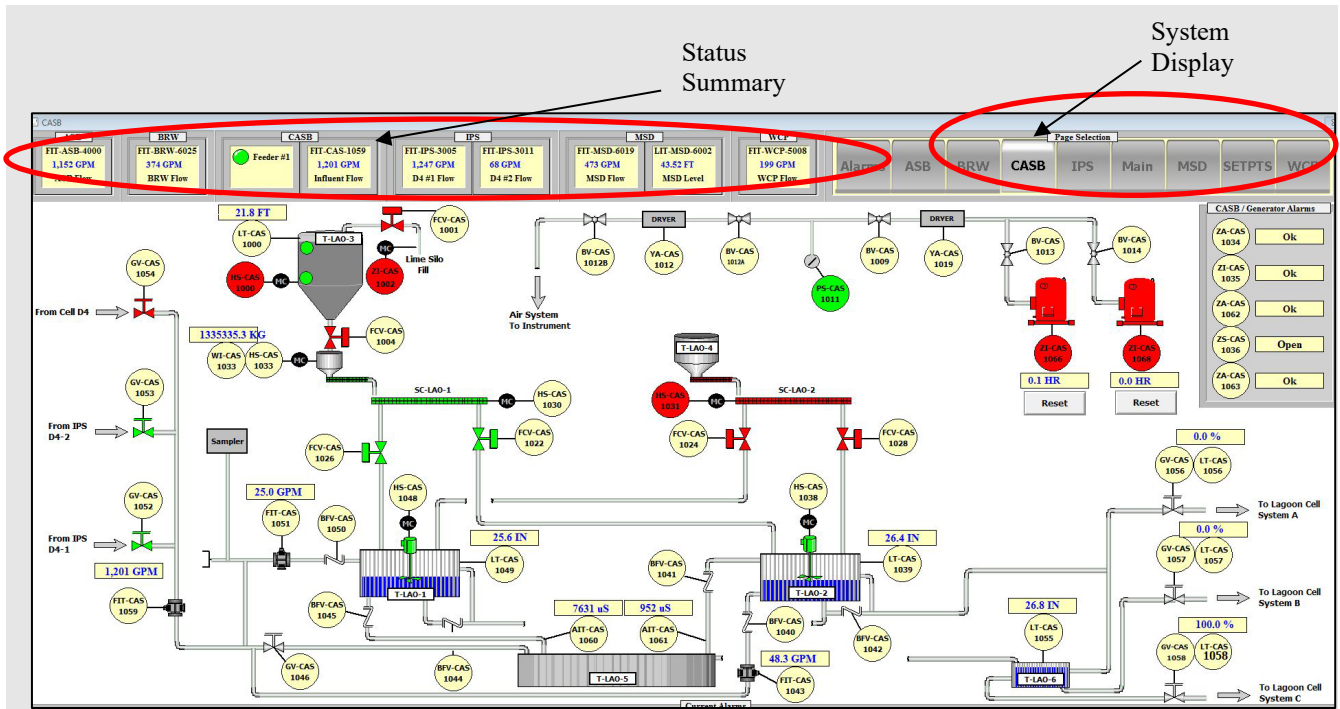 Status
Summary
System
Display
CASB
BRW
CASB
IPS
MSD
WCP
Page Selection
FIT-ASB-4000
1,152 GPM
FIT-BRW-6025
374 GPM
BRW Flow
Feeder #1
FIT-CAS-1059
1,201 GPM
Influent Flow
FIT-IPS-3005
1,247 GPM
D4 #1 Flow
FIT-IPS-3011
68 GPM
D4 #2 Flow
FIT-MSD-6019
473 GPM
MSD Flow
LIT-MSD-6002
43.52 FT
MSD Level
FIT-WCP-5008
199 GPM
WCP Flow
Alarms
ASB
BRW
CASB
IPS
Main
MSD
SETPTS
WCP
21.8 FT
LT-CAS
1000
T-LAO-3
FCV-CAS
1001
MC
ZI-CAS
1002
Lime Silo
Fill
HS-CAS
1000
MC
GV-CAS
1054
From Cell D4
1335335.3 KG
WI-CAS
1033
HS-CAS
1033
MC
FCV-CAS
1004
GV-CAS
1053
From IPS
D4-2
Sampler
GV-CAS
1052
From IPS
D4-1
1,201 GPM
FIT-CAS
1059
25.0 GPM
FIT-CAS
1051
BFV-CAS
1050
SC-LAO-1
MC
HS-CAS
1030
FCV-CAS
1026
FCV-CAS
1022
HS-CAS
1048
MC
25.6 IN
LT-CAS
1049
T-LAO-1
BFV-CAS
1045
BFV-CAS
1044
GV-CAS
1046
7631 uS
952 uS
AIT-CAS
1060
AIT-CAS
1061
T-LAO-5
BFV-CAS
1041
BV-CAS
1012B
DRYER
YA-CAS
1012
BV-CAS
1012A
BV-CAS
1009
DRYER
YA-CAS
1019
BV-CAS
1013
BV-CAS
1014
PS-CAS
1011
Air System
To Instrument
ZI-CAS
1066
ZI-CAS
1068
0.1 HR
0.0 HR
Reset
Reset
T-LAO-4
HS-CAS
1031
MC
SC-LAO-2
FCV-CAS
1024
FCV-CAS
1028
HS-CAS
1038
MC
26.4 IN
LT-CAS
1039
T-LAO-2
BFV-CAS
1040
BFV-CAS
1042
48.3 GPM
FIT-CAS
1043
26.8 IN
LT-CAS
1055
T-LAO-6
CASB / Generator Alarms
ZA-CAS
1034
Ok
ZI-CAS
1035
Ok
ZA-CAS
1062
Ok
ZS-CAS
1036
Open
ZA-CAS
1063
Ok
0.0 %
GV-CAS
1056
LT-CAS
1056
To Lagoon Cell
System A
0.0 %
GV-CAS
1057
LT-CAS
1057
To Lagoon Cell
System B
100.0 %
GV-CAS
1058
LT-CAS
1058
To Lagoon Cell
System C
Current Alarms